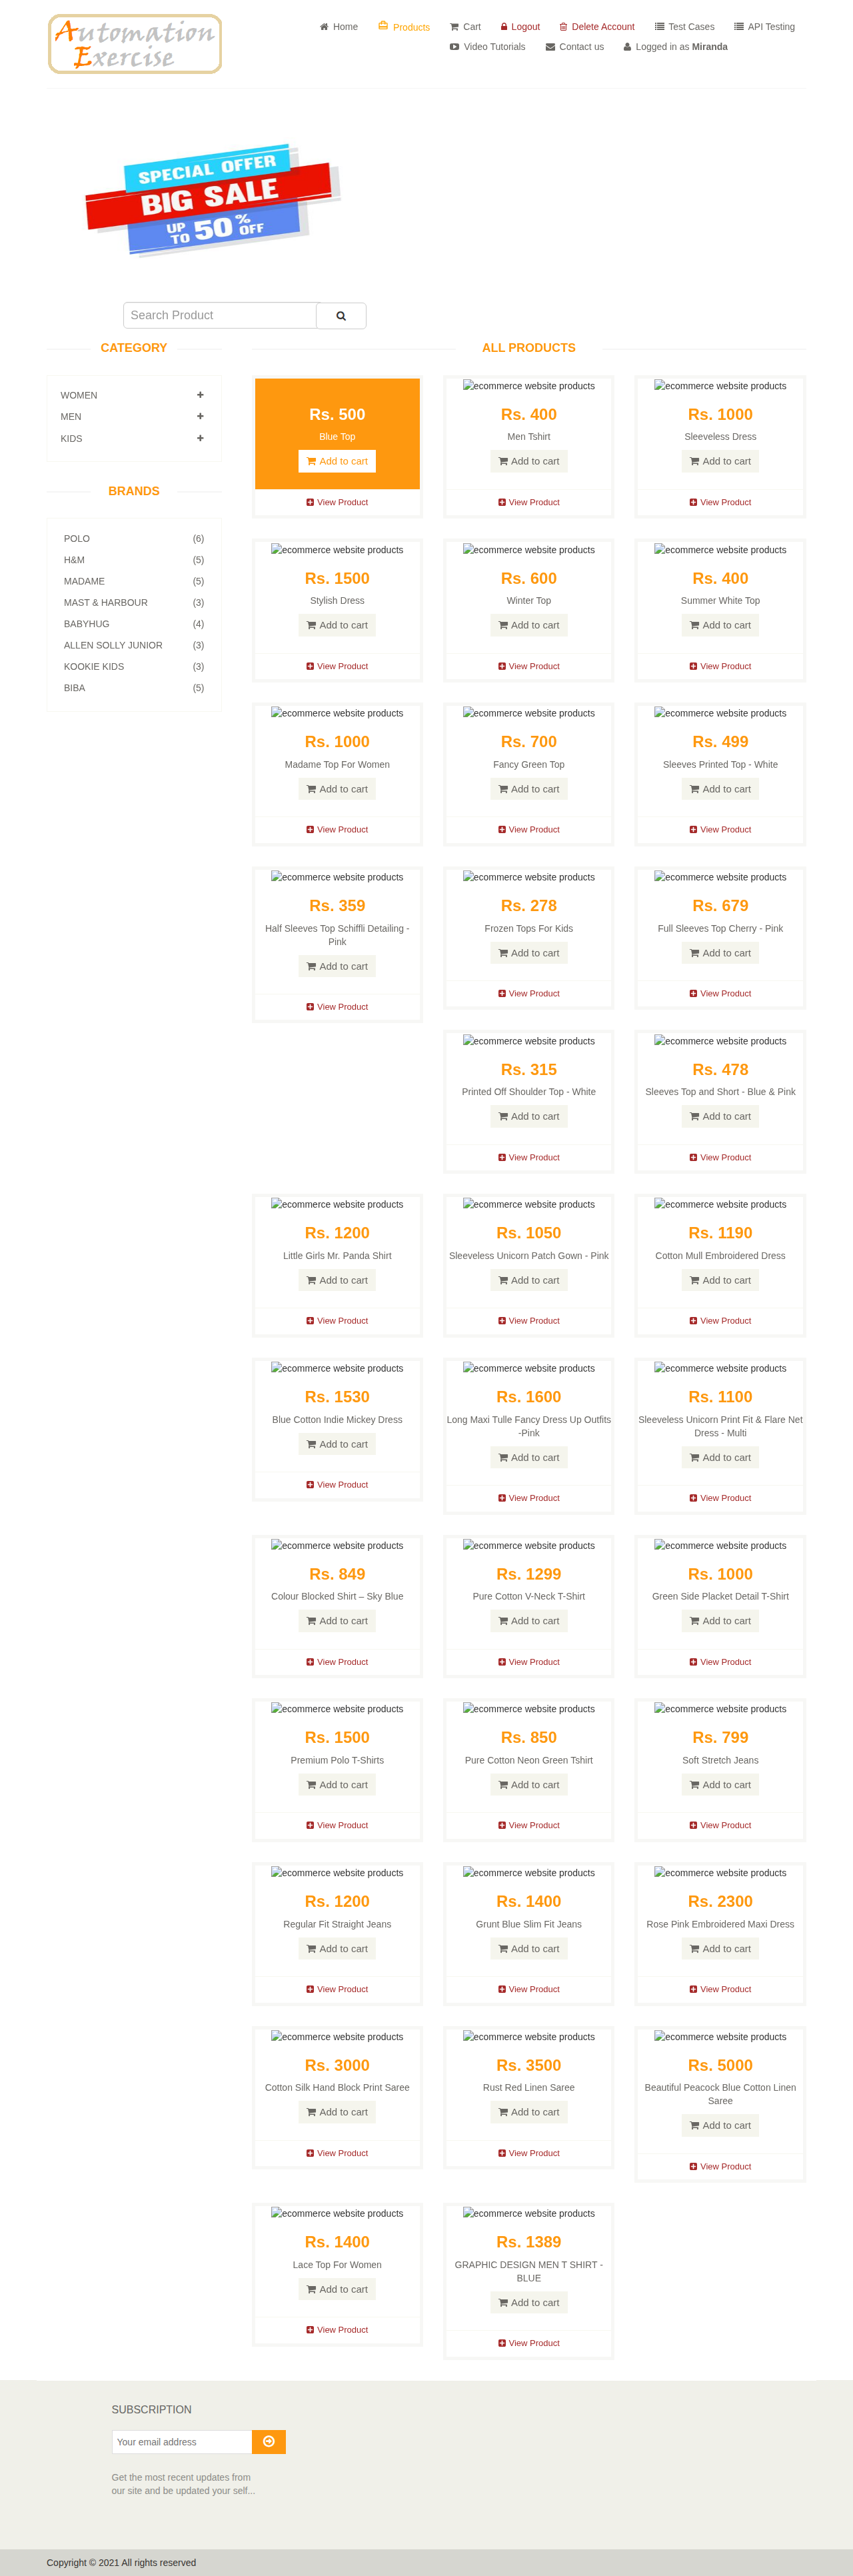 Automation
Exercise
Home
Products
Cart
Logout
Delete Account
Test Cases
API Testing
Video Tutorials
Contact us
Logged in as Miranda
SPECIAL OFFER
BIG SALE
UP TO 50% OFF
Search Product
CATEGORY
WOMEN
MEN
KIDS
BRANDS
POLO (6)
H&M (5)
MADAME (5)
MAST & HARBOUR (3)
BABYHUG (4)
ALLEN SOLLY JUNIOR (3)
KOOKIE KIDS (3)
BIBA (5)
ALL PRODUCTS
Rs. 500
Blue Top
Add to cart
View Product
ecommerce website products
Rs. 400
Men Tshirt
Add to cart
View Product
ecommerce website products
Rs. 1000
Sleeveless Dress
Add to cart
View Product
ecommerce website products
Rs. 1500
Stylish Dress
Add to cart
View Product
ecommerce website products
Rs. 600
Winter Top
Add to cart
View Product
ecommerce website products
Rs. 400
Summer White Top
Add to cart
View Product
ecommerce website products
Rs. 1000
Madame Top For Women
Add to cart
View Product
ecommerce website products
Rs. 700
Fancy Green Top
Add to cart
View Product
ecommerce website products
Rs. 499
Sleeves Printed Top - White
Add to cart
View Product
ecommerce website products
Rs. 359
Half Sleeves Top Schiffli Detailing -
Pink
Add to cart
View Product
ecommerce website products
Rs. 278
Frozen Tops For Kids
Add to cart
View Product
ecommerce website products
Rs. 679
Full Sleeves Top Cherry - Pink
Add to cart
View Product
ecommerce website products
Rs. 315
Printed Off Shoulder Top - White
Add to cart
View Product
ecommerce website products
Rs. 478
Sleeves Top and Short - Blue & Pink
Add to cart
View Product
ecommerce website products
Rs. 1200
Little Girls Mr. Panda Shirt
Add to cart
View Product
ecommerce website products
Rs. 1050
Sleeveless Unicorn Patch Gown - Pink
Add to cart
View Product
ecommerce website products
Rs. 1190
Cotton Mull Embroidered Dress
Add to cart
View Product
ecommerce website products
Rs. 1530
Blue Cotton Indie Mickey Dress
Add to cart
View Product
ecommerce website products
Rs. 1600
Long Maxi Tulle Fancy Dress Up Outfits
-Pink
Add to cart
View Product
ecommerce website products
Rs. 1100
Sleeveless Unicorn Print Fit & Flare Net
Dress - Multi
Add to cart
View Product
ecommerce website products
Rs. 849
Colour Blocked Shirt – Sky Blue
Add to cart
View Product
ecommerce website products
Rs. 1299
Pure Cotton V-Neck T-Shirt
Add to cart
View Product
ecommerce website products
Rs. 1000
Green Side Placket Detail T-Shirt
Add to cart
View Product
ecommerce website products
Rs. 1500
Premium Polo T-Shirts
Add to cart
View Product
ecommerce website products
Rs. 850
Pure Cotton Neon Green Tshirt
Add to cart
View Product
ecommerce website products
Rs. 799
Soft Stretch Jeans
Add to cart
View Product
ecommerce website products
Rs. 1200
Regular Fit Straight Jeans
Add to cart
View Product
ecommerce website products
Rs. 1400
Grunt Blue Slim Fit Jeans
Add to cart
View Product
ecommerce website products
Rs. 2300
Rose Pink Embroidered Maxi Dress
Add to cart
View Product
ecommerce website products
Rs. 3000
Cotton Silk Hand Block Print Saree
Add to cart
View Product
ecommerce website products
Rs. 3500
Rust Red Linen Saree
Add to cart
View Product
ecommerce website products
Rs. 5000
Beautiful Peacock Blue Cotton Linen
Saree
Add to cart
View Product
ecommerce website products
Rs. 1400
Lace Top For Women
Add to cart
View Product
ecommerce website products
Rs. 1389
GRAPHIC DESIGN MEN T SHIRT -
BLUE
Add to cart
View Product
SUBSCRIPTION
Your email address
Get the most recent updates from
our site and be updated your self...
Copyright © 2021 All rights reserved